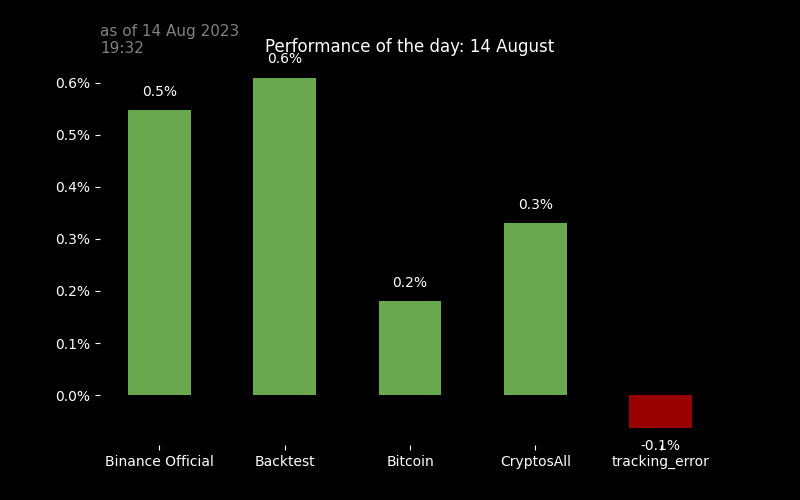 as of 14 Aug 2023
19:32
Performance of the day: 14 August
0.6%
0.5%
0.4%
0.3%
0.2%
0.1%
0.0%
0.5%
0.6%
0.2%
0.3%
-0.1%
Binance Official
Backtest
Bitcoin
CryptosAll
tracking_error